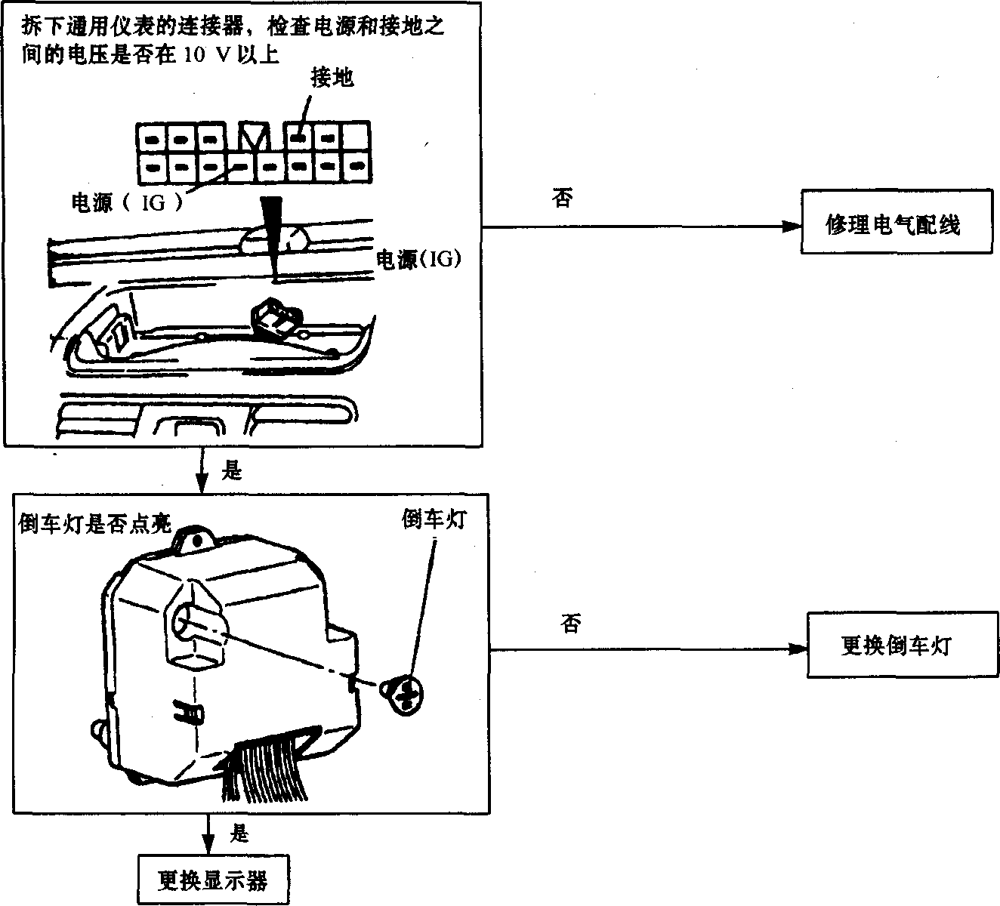 拆下通用仪表的连接器，检查电源和接地之
间的电压是否在 10 V 以上
接地
电源（ IG ）
电源(IG)
否
修理电气配线
是
倒车灯是否点亮
倒车灯
否
更换倒车灯
是
更换显示器